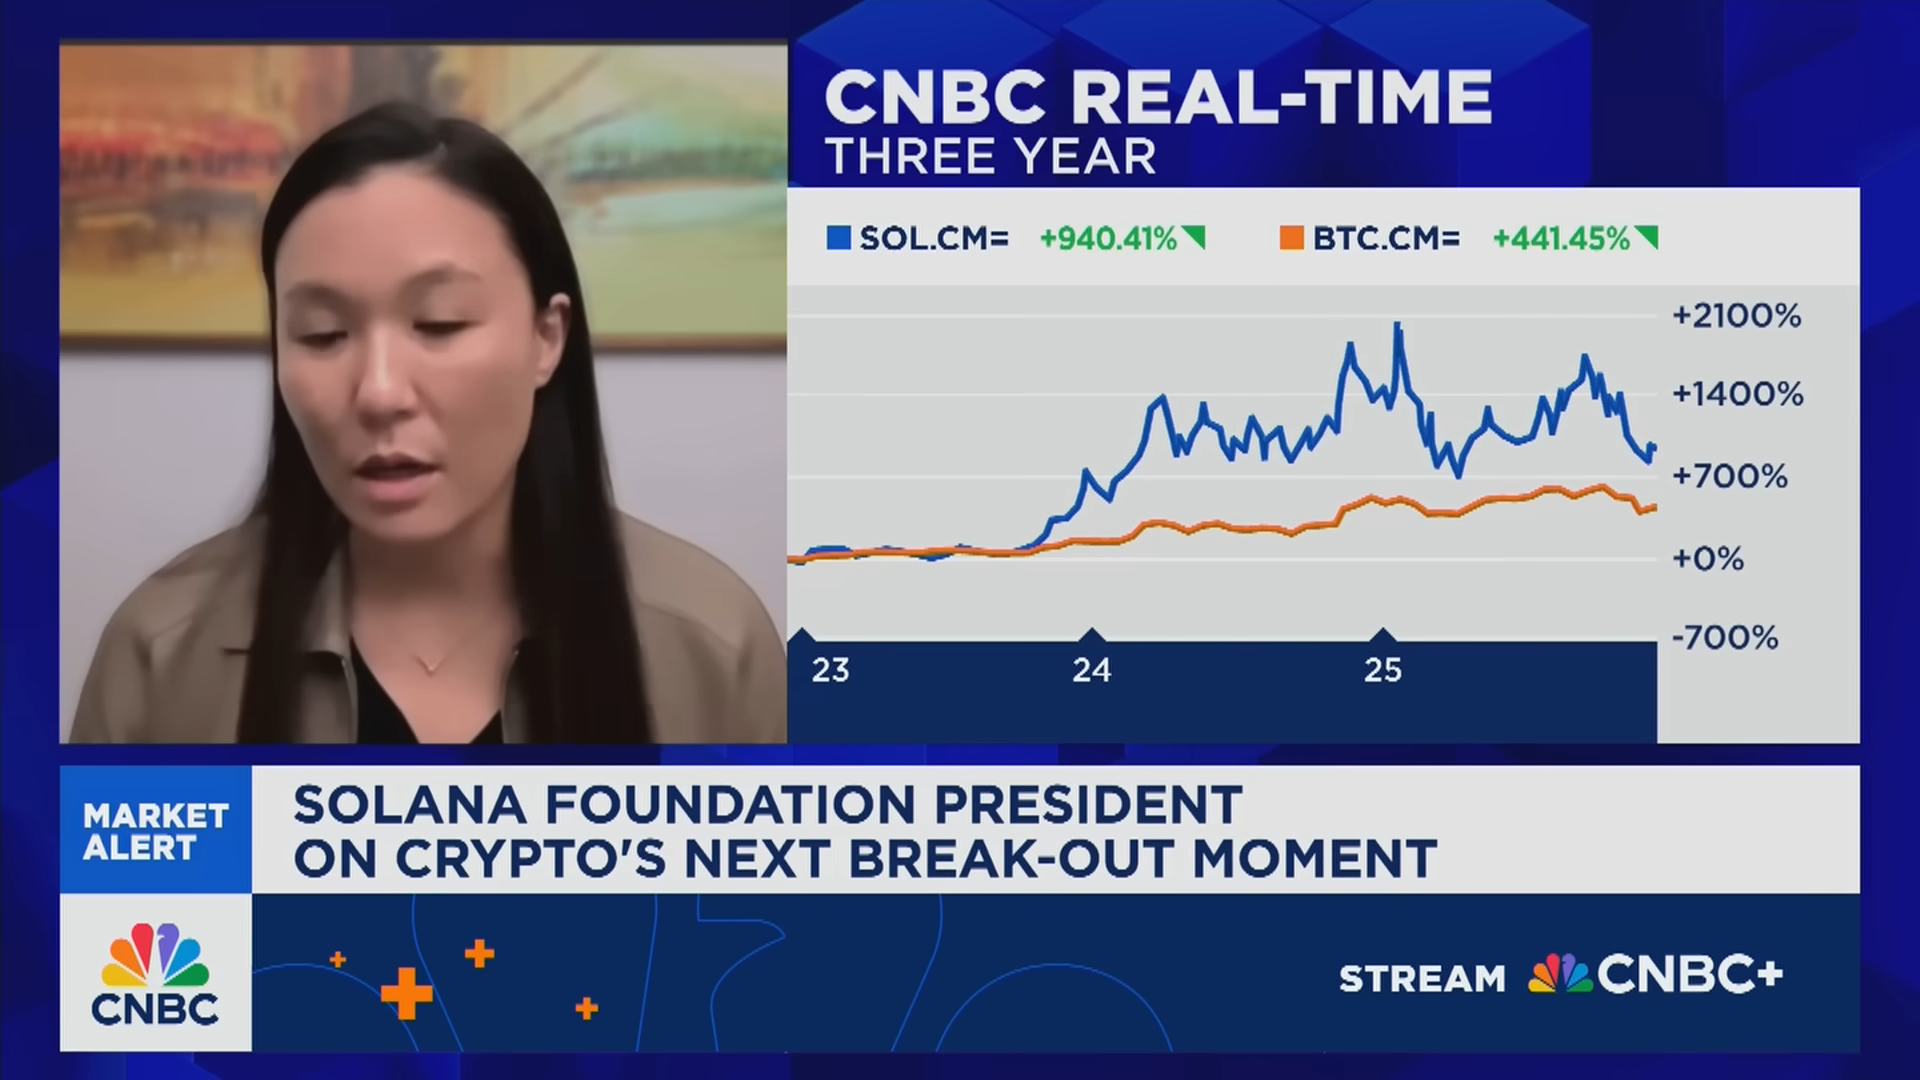 CNBC REAL-TIME
THREE YEAR
SOL.CM= +940.41% BTC.CM= +441.45%
+2100%
+1400%
+700%
+0%
-700%
23 24 25
MARKET ALERT
SOLANA FOUNDATION PRESIDENT
ON CRYPTO'S NEXT BREAK-OUT MOMENT
CNBC
STREAM CNBC+